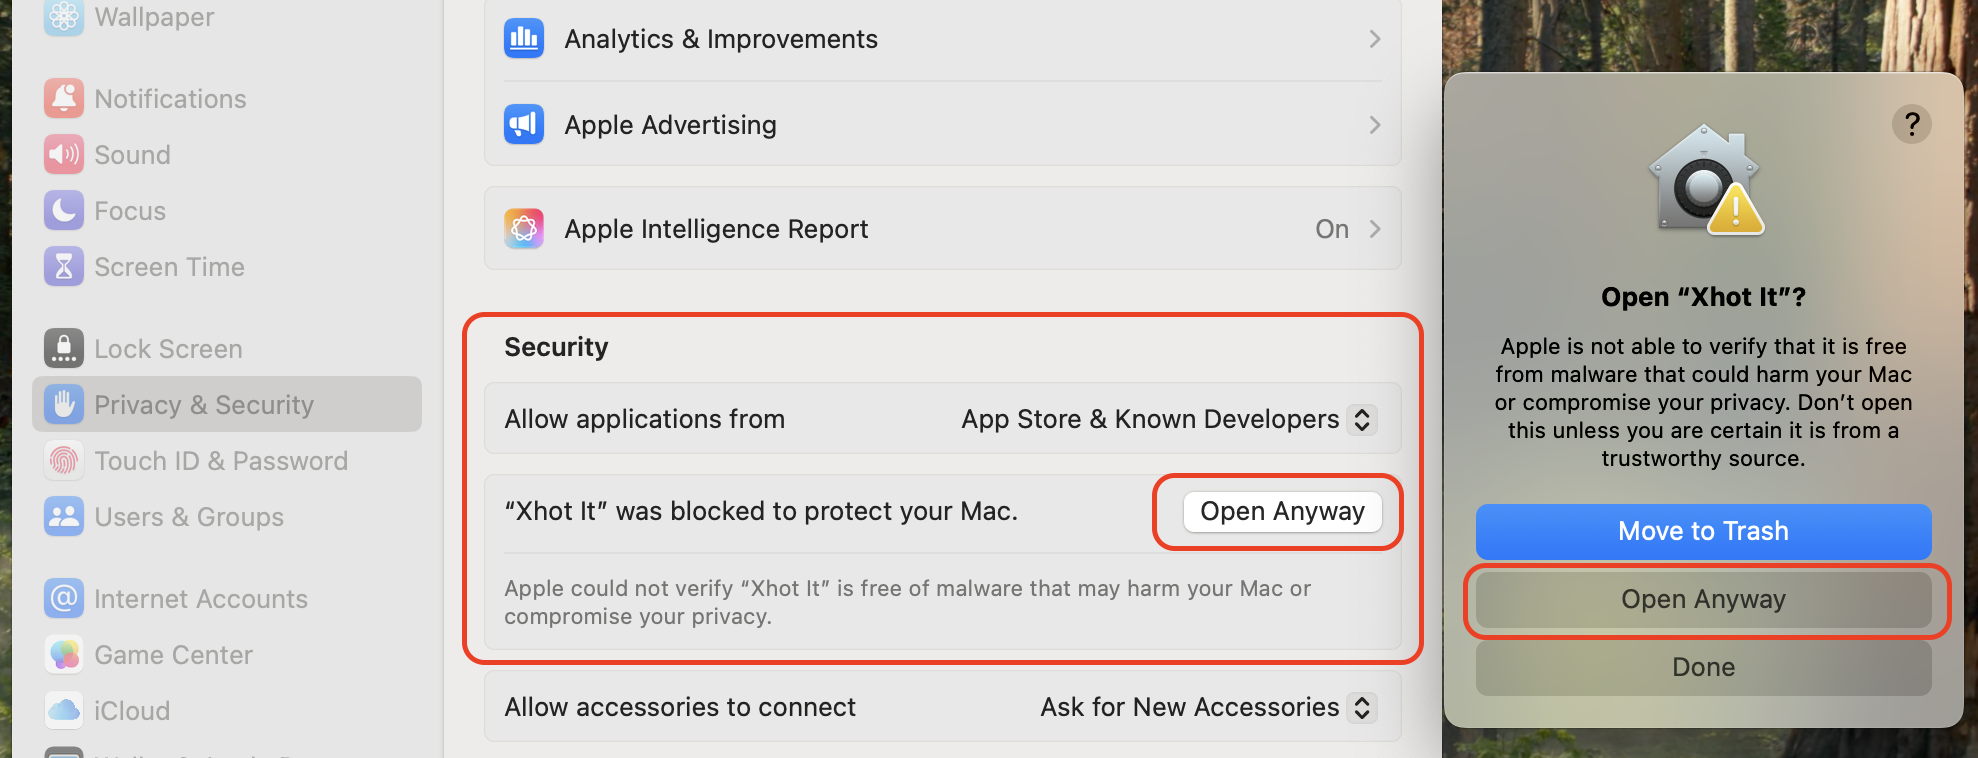 Wallpaper
Notifications
Sound
Focus
Screen Time
Lock Screen
Privacy & Security
Touch ID & Password
Users & Groups
Internet Accounts
Game Center
iCloud
Analytics & Improvements
Apple Advertising
Apple Intelligence Report On
Security
Allow applications from App Store & Known Developers
“Xhot It” was blocked to protect your Mac. Open Anyway
Apple could not verify “Xhot It” is free of malware that may harm your Mac or
compromise your privacy.
Allow accessories to connect Ask for New Accessories
?
Open “Xhot It”?
Apple is not able to verify that it is free
from malware that could harm your Mac
or compromise your privacy. Don’t open
this unless you are certain it is from a
trustworthy source.
Move to Trash
Open Anyway
Done